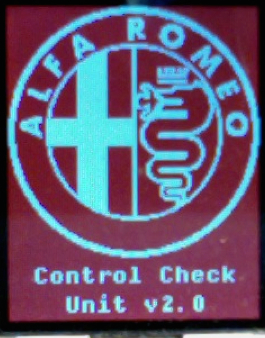 ALFA ROMEO
Control Check
Unit v2.0